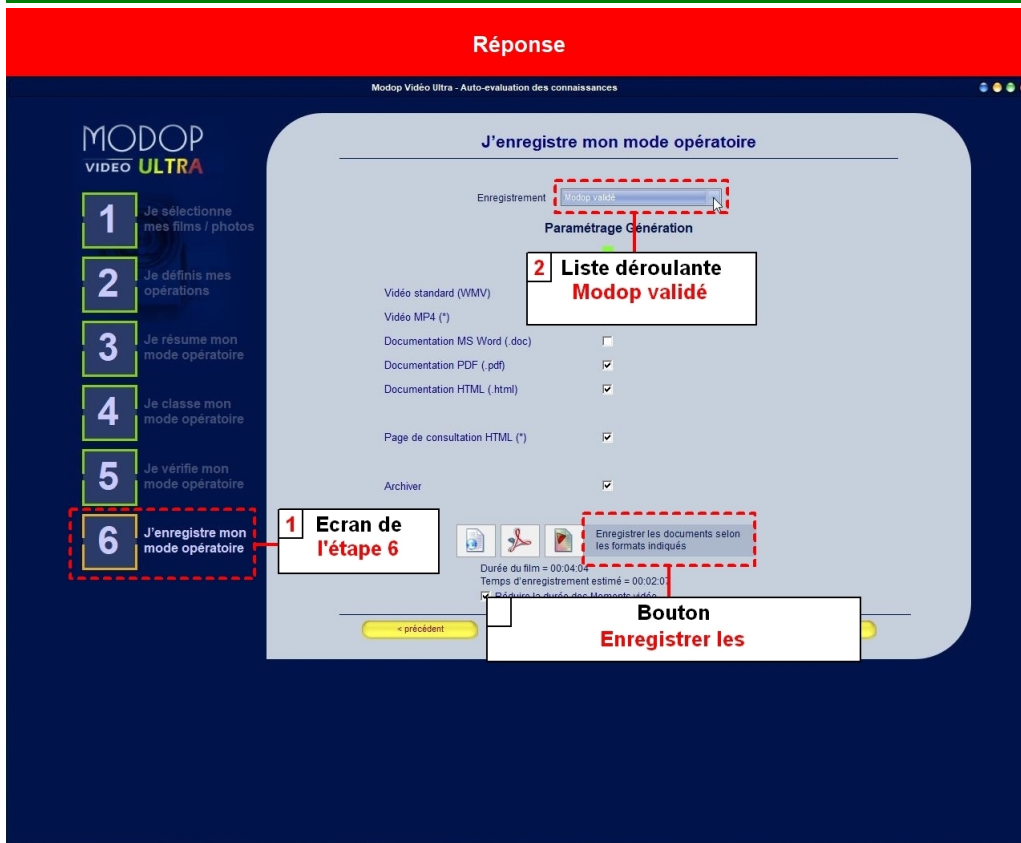 Réponse
Modop Vidéo Ultra - Auto-evaluation des connaissances
MODOP
VIDEO ULTRA
J'enregistre mon mode opératoire
Enregistrement Modop validé
Paramétrage Génération
1 Je sélectionne
mes films / photos
2 Liste déroulante
Modop validé
2 Je définis mes
opérations
Vidéo standard (WMV)
Vidéo MP4 (*)
3 Je résume mon
mode opératoire
Documentation MS Word (.doc)
Documentation PDF (.pdf)
Documentation HTML (.html)
4 Je classe mon
mode opératoire
Page de consultation HTML (*)
5 Je vérifie mon
mode opératoire
Archiver
6 J'enregistre mon
mode opératoire
1 Ecran de
l'étape 6
Enregistrer les documents selon
les formats indiqués
Durée du film = 00:04:04
Temps d'enregistrement estimé = 00:02:07
Réduire la durée des Moments vidéo
Bouton
Enregistrer les
< précédent